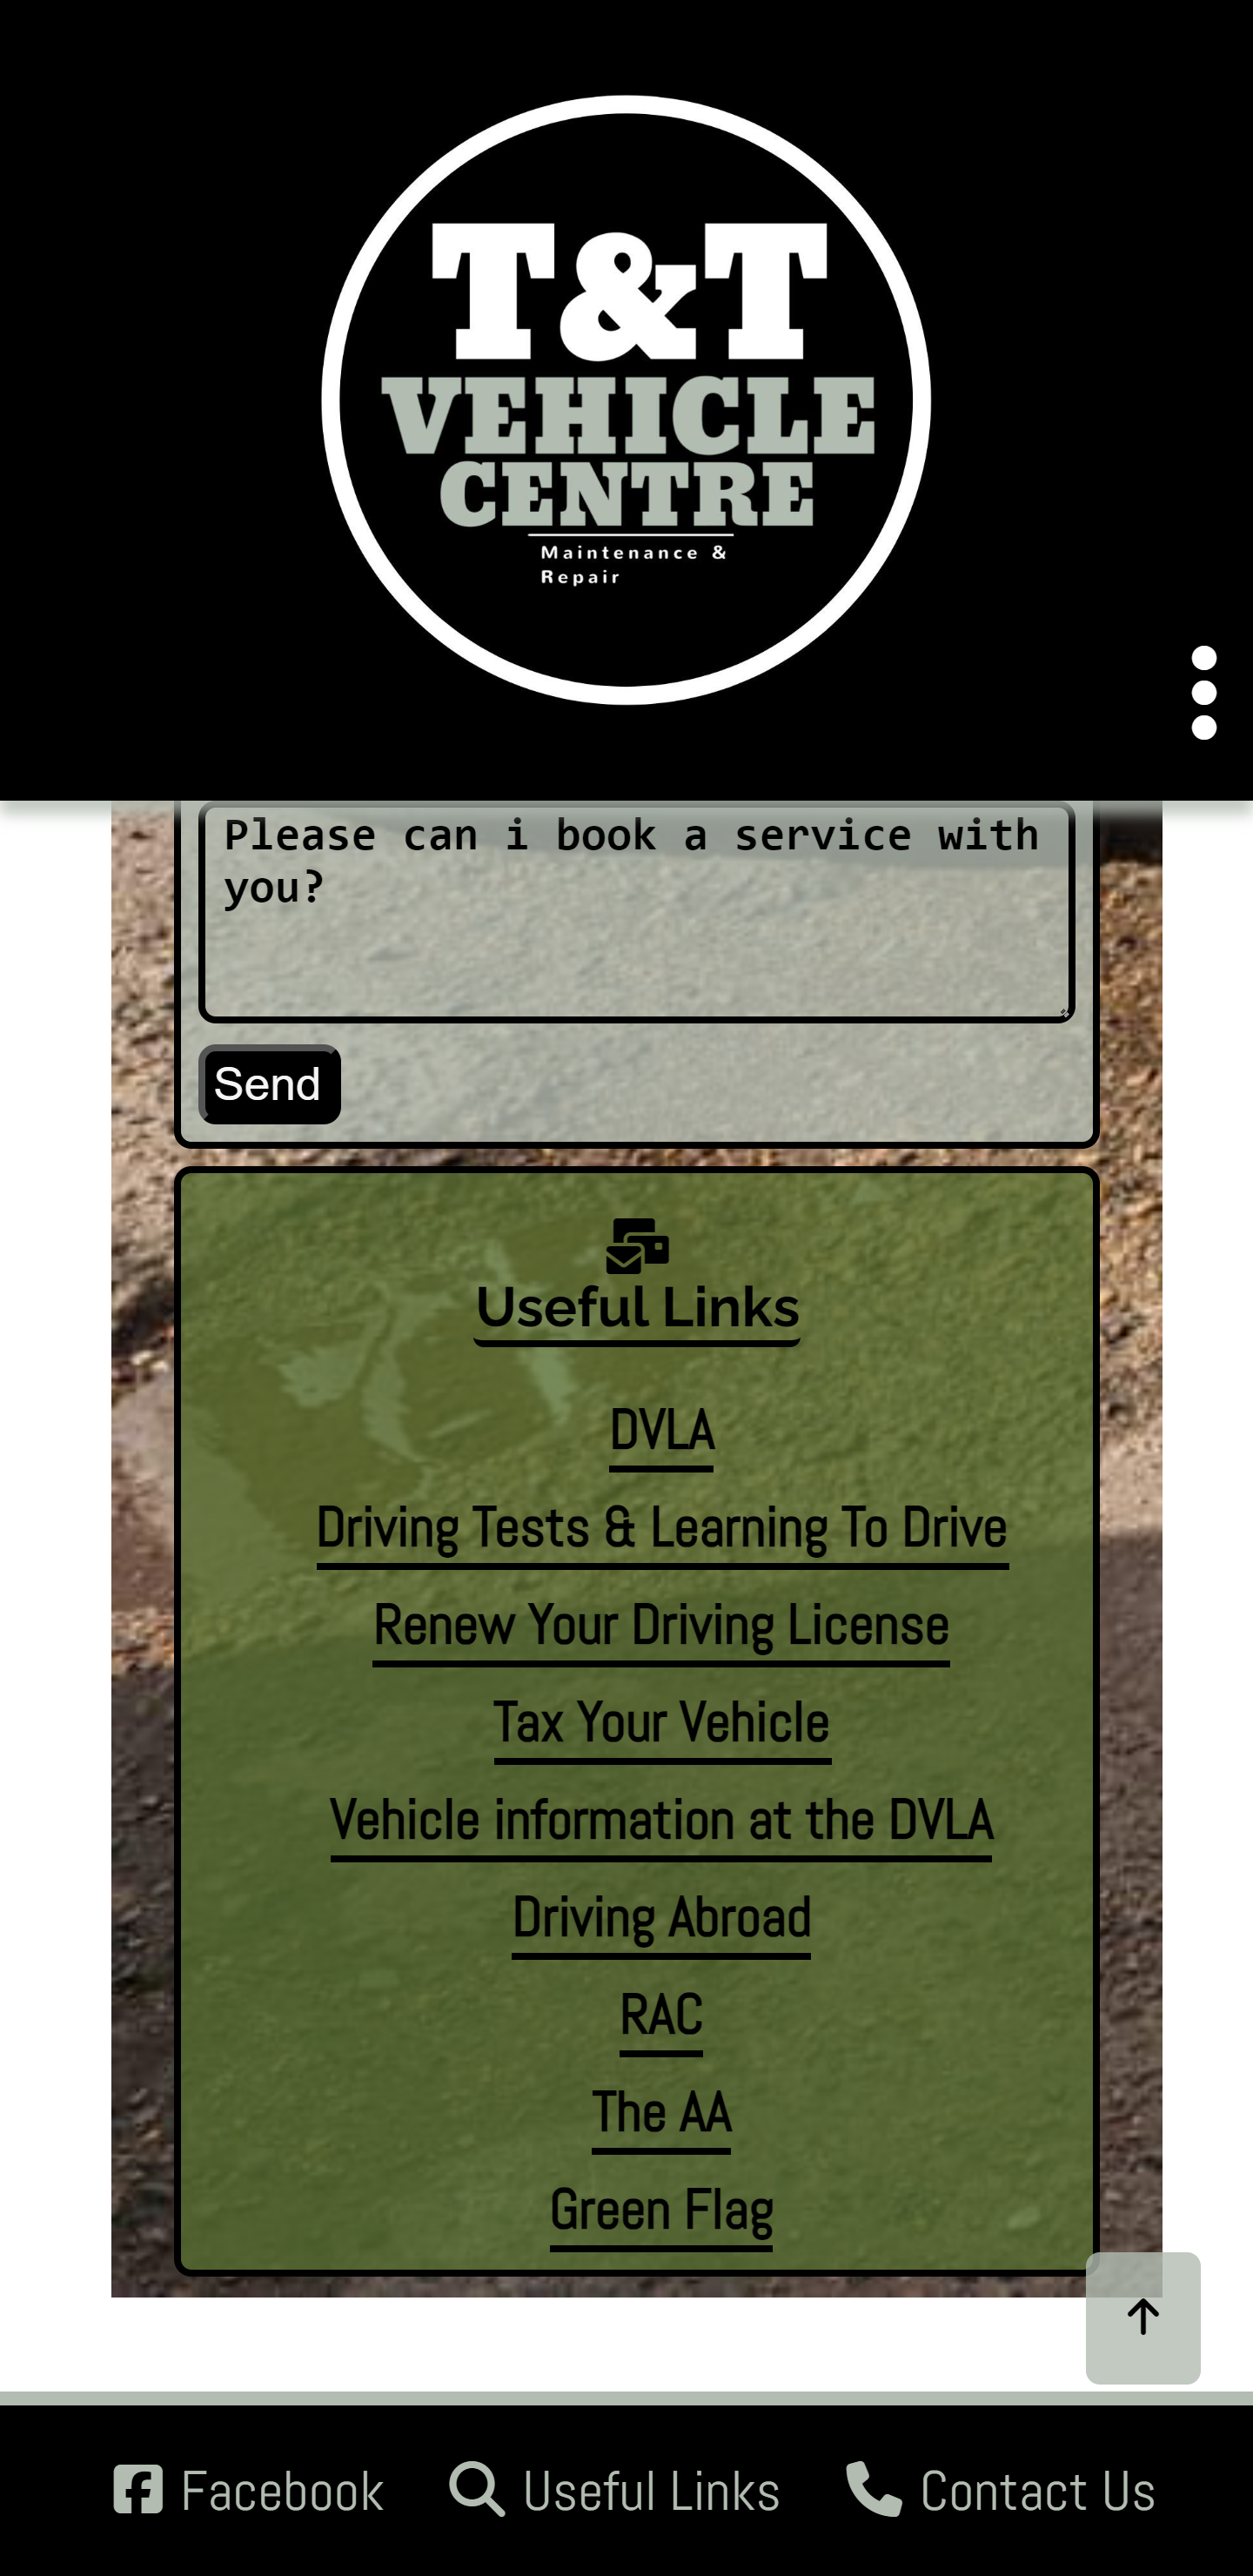 T&T
VEHICLE
CENTRE
Maintenance &
Repair
Please can i book a service with
you?
Send
Useful Links
DVLA
Driving Tests & Learning To Drive
Renew Your Driving License
Tax Your Vehicle
Vehicle information at the DVLA
Driving Abroad
RAC
The AA
Green Flag
Facebook Useful Links Contact Us